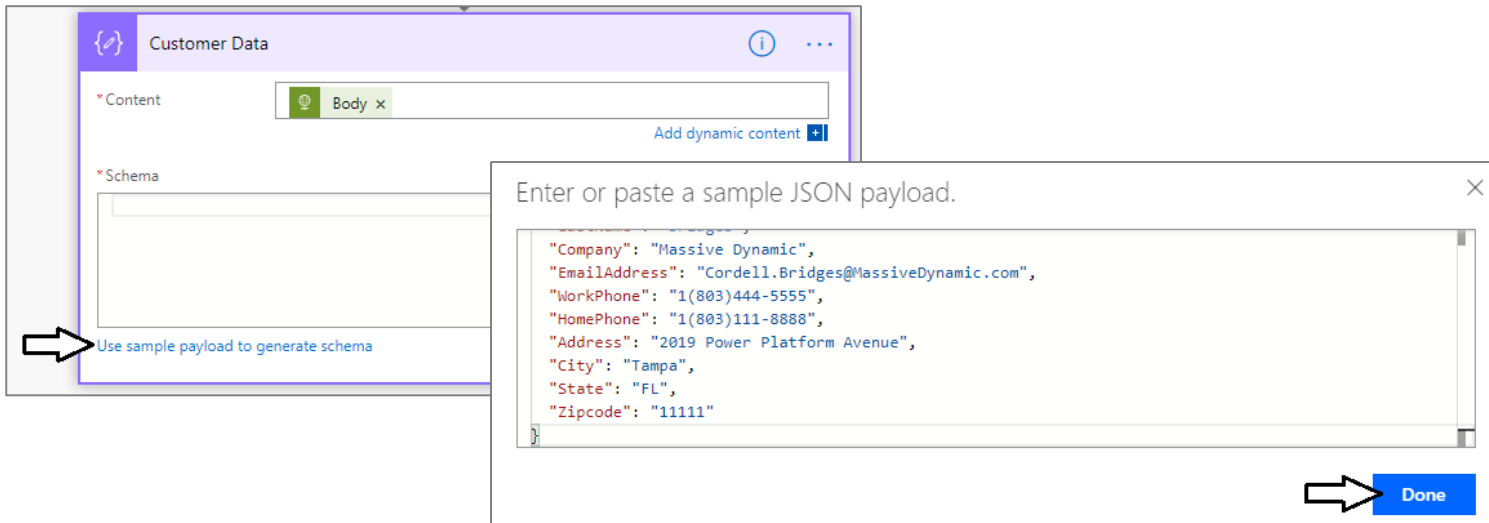 Customer Data
*Content
Body ×
Add dynamic content
*Schema
Use sample payload to generate schema
Enter or paste a sample JSON payload.
"Company": "Massive Dynamic",
"EmailAddress": "Cordell.Bridges@MassiveDynamic.com",
"WorkPhone": "1(803)444-5555",
"HomePhone": "1(803)111-8888",
"Address": "2019 Power Platform Avenue",
"City": "Tampa",
"State": "FL",
"Zipcode": "11111"
}
Done